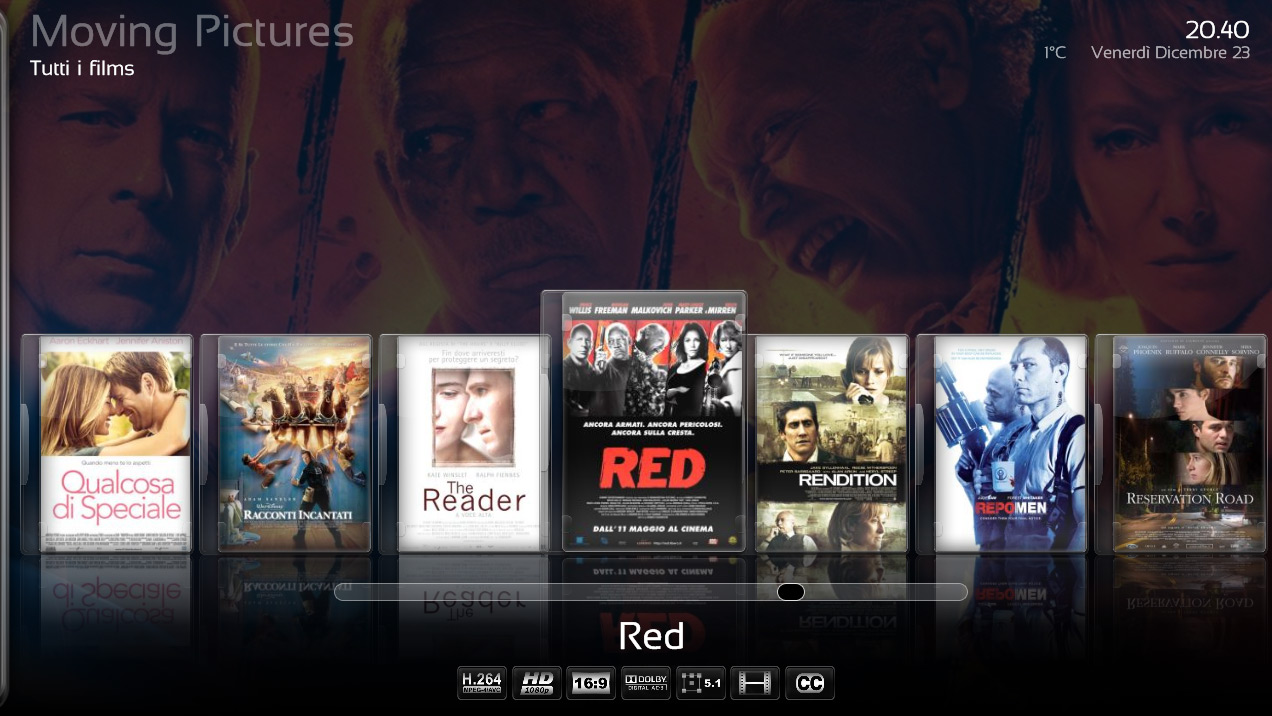 Moving Pictures
Tutti i films
20.40
1°C Venerdì Dicembre 23
Aaron Eckhart Jennifer Aniston
Quando meno te lo aspetti.
Qualcosa
di Speciale
ADAM SANDLER
RACCONTI INCANTATI
Fin dove arriveresti
per proteggere un segreto?
KATE WINSLET RALPH FIENNES
The
Reader
WILLIS FREEMAN MALKOVICH PARKER e MIRREN
ANCORA ARMATI. ANCORA PERICOLOSI.
ANCORA SULLA CRESTA.
RED
DALL'11 MAGGIO AL CINEMA
RENDITION
REPOMEN
JOAQUIN PHOENIX MARK RUFFALO JENNIFER CONNELLY MIRA SORVINO
RESERVATION ROAD
Red
H.264
MPEG-4/AVC
HD
1080p
16:9
DOLBY
DIGITAL AC-3
5.1
CC